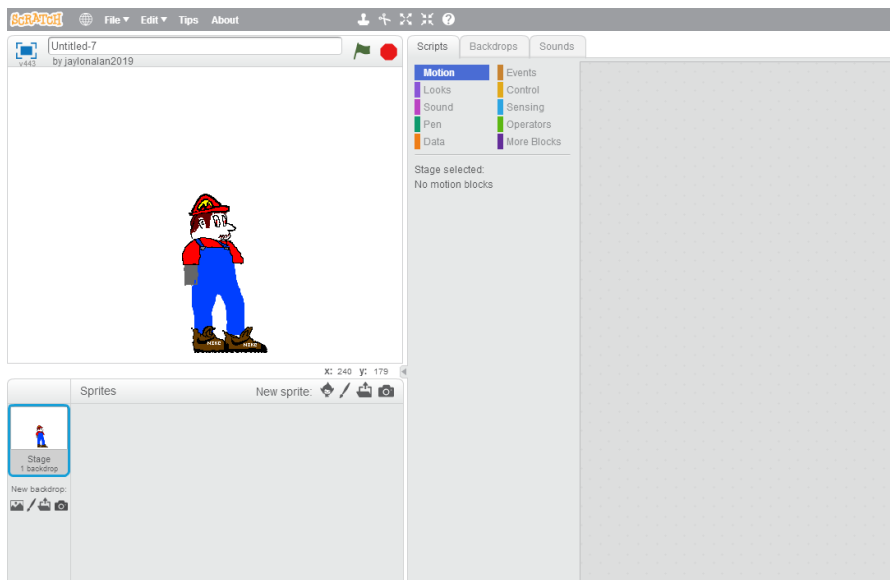 SCRATCH File Edit Tips About
Untitled-7
v443 by jaylonalan2019
Scripts Backdrops Sounds
Motion Events
Looks Control
Sound Sensing
Pen Operators
Data More Blocks
Stage selected:
No motion blocks
M
NIKE NIKE
x: 240 y: 179
Sprites New sprite:
Stage
1 backdrop
New backdrop: